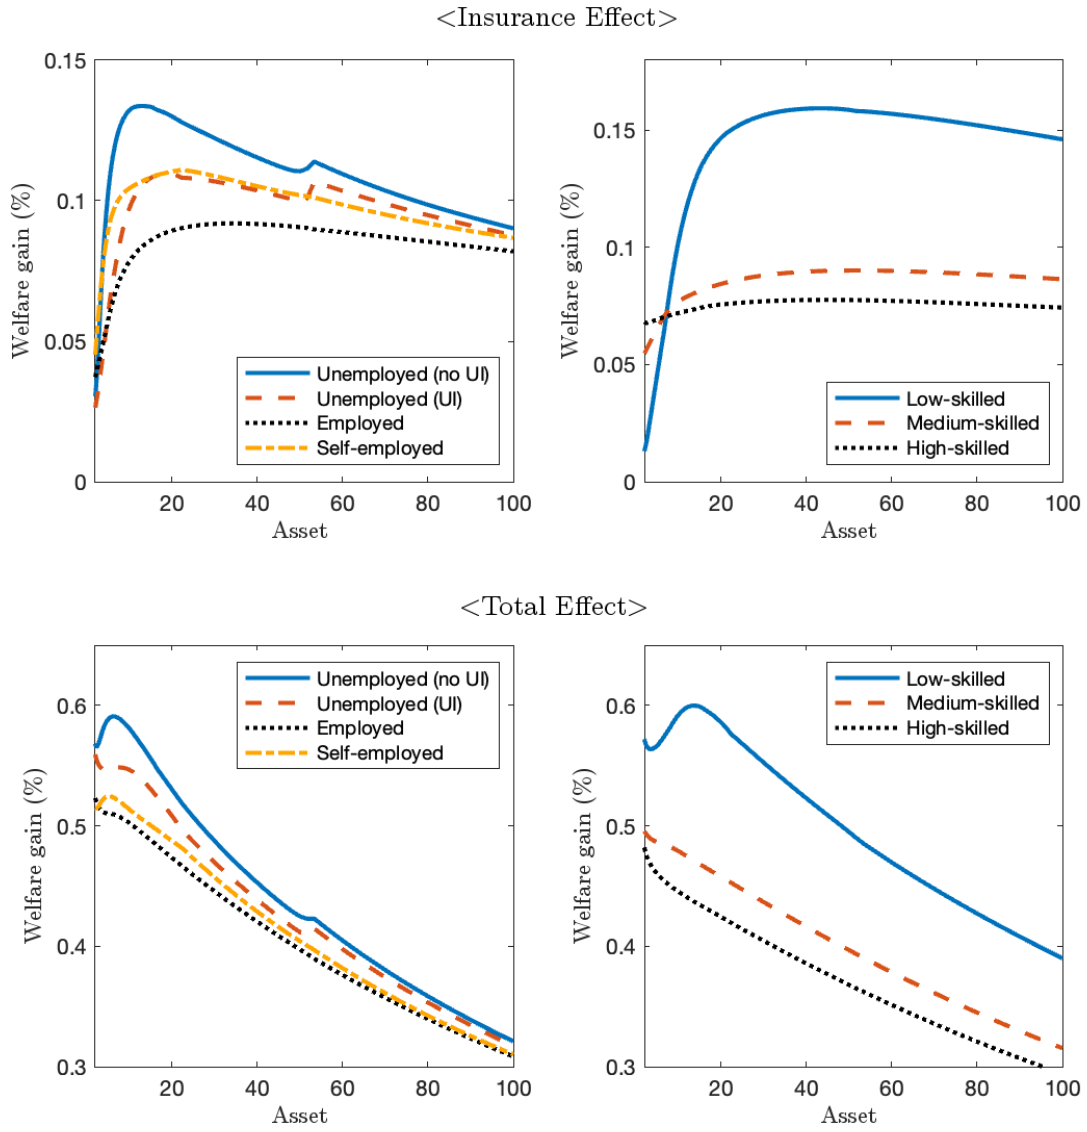 <Insurance Effect>
0.15
0.1
0.05
0
Welfare gain (%)
Unemployed (no UI)
Unemployed (UI)
Employed
Self-employed
20 40 60 80 100
Asset
0.15
0.1
0.05
0
Welfare gain (%)
Low-skilled
Medium-skilled
High-skilled
20 40 60 80 100
Asset
<Total Effect>
0.6
0.5
0.4
0.3
Welfare gain (%)
Unemployed (no UI)
Unemployed (UI)
Employed
Self-employed
20 40 60 80 100
Asset
0.6
0.5
0.4
0.3
Welfare gain (%)
Low-skilled
Medium-skilled
High-skilled
20 40 60 80 100
Asset